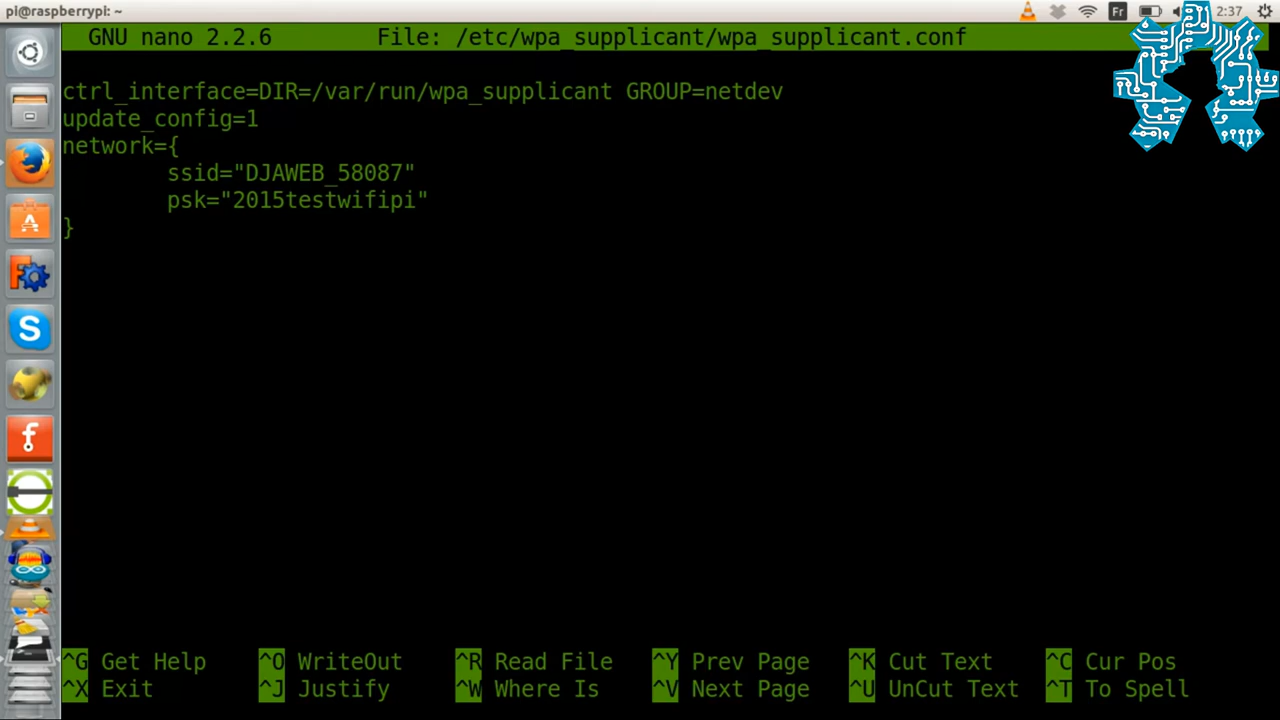 pi@raspberrypi: ~
Fr
2:37
GNU nano 2.2.6 File: /etc/wpa_supplicant/wpa_supplicant.conf
ctrl_interface=DIR=/var/run/wpa_supplicant GROUP=netdev
update_config=1
network={
ssid="DJAWEB_58087"
psk="2015testwifipi"
}
^G Get Help ^O WriteOut ^R Read File ^Y Prev Page ^K Cut Text ^C Cur Pos
^X Exit ^J Justify ^W Where Is ^V Next Page ^U UnCut Text ^T To Spell